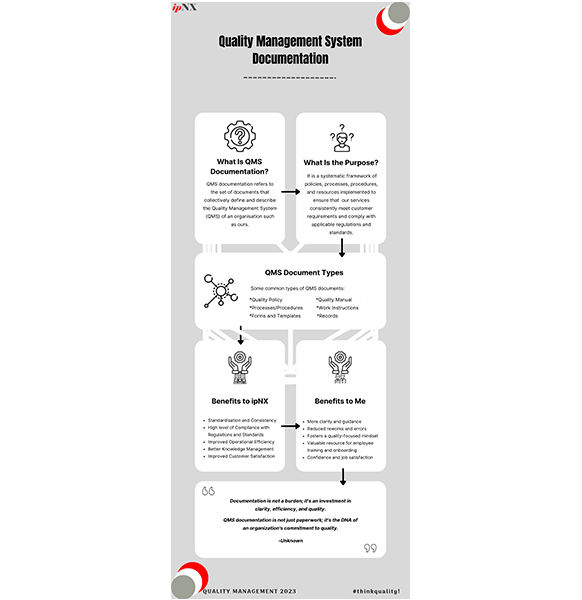 ipNX
Quality Management System
Documentation
What Is QMS
Documentation?
QMS documentation refers to
the set of documents that
collectively define and describe
the Quality Management System
(QMS) of an organisation such
as ours.
What Is the Purpose?
It is a systematic framework of
policies, processes, procedures,
and resources implemented to
ensure that our services
consistently meet customer
requirements and comply with
applicable regulations and
standards.
QMS Document Types
Some common types of QMS documents:
*Quality Policy
*Processes/Procedures
*Forms and Templates
*Quality Manual
*Work Instructions
*Records
Benefits to ipNX
• Standardisation and Consistency
• High level of Compliance with
Regulations and Standards
• Improved Operational Efficiency
• Better Knowledge Management
• Improved Customer Satisfaction
Benefits to Me
• More clarity and guidance
• Reduced reworks and errors
• Fosters a quality-focused mindset
• Valuable resource for employee
training and onboarding
• Confidence and job satisfaction
Documentation is not a burden; it's an investment in
clarity, efficiency, and quality.
QMS documentation is not just paperwork; it's the DNA of
an organization's commitment to quality.
-Unknown
QUALITY MANAGEMENT 2023
#thinkquality!